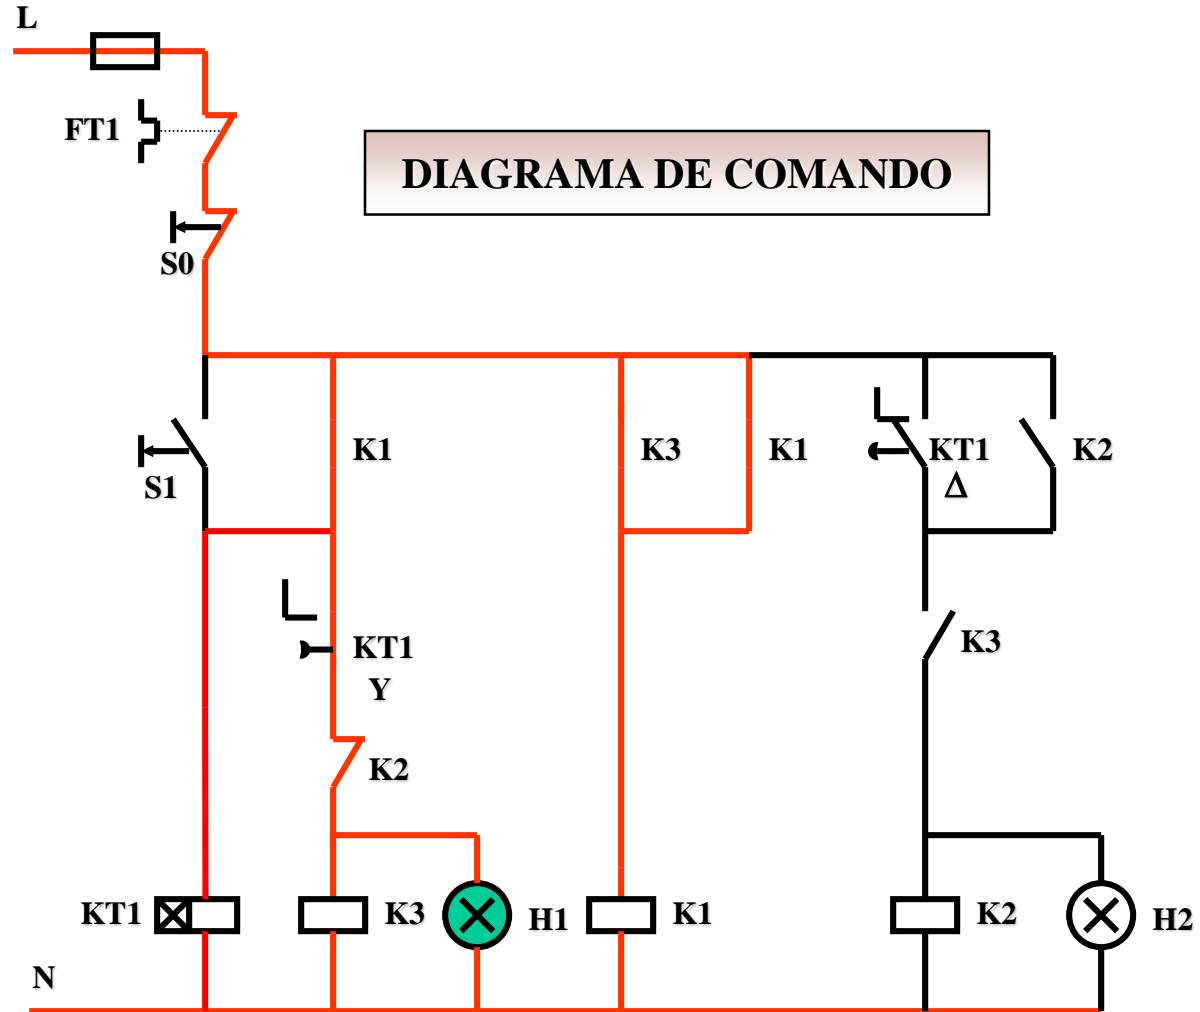 L
FT1
DIAGRAMA DE COMANDO
S0
K1
K3
K1
KT1
K2
S1
Δ
KT1
K3
Y
K2
KT1
K3
H1
K1
K2
H2
N